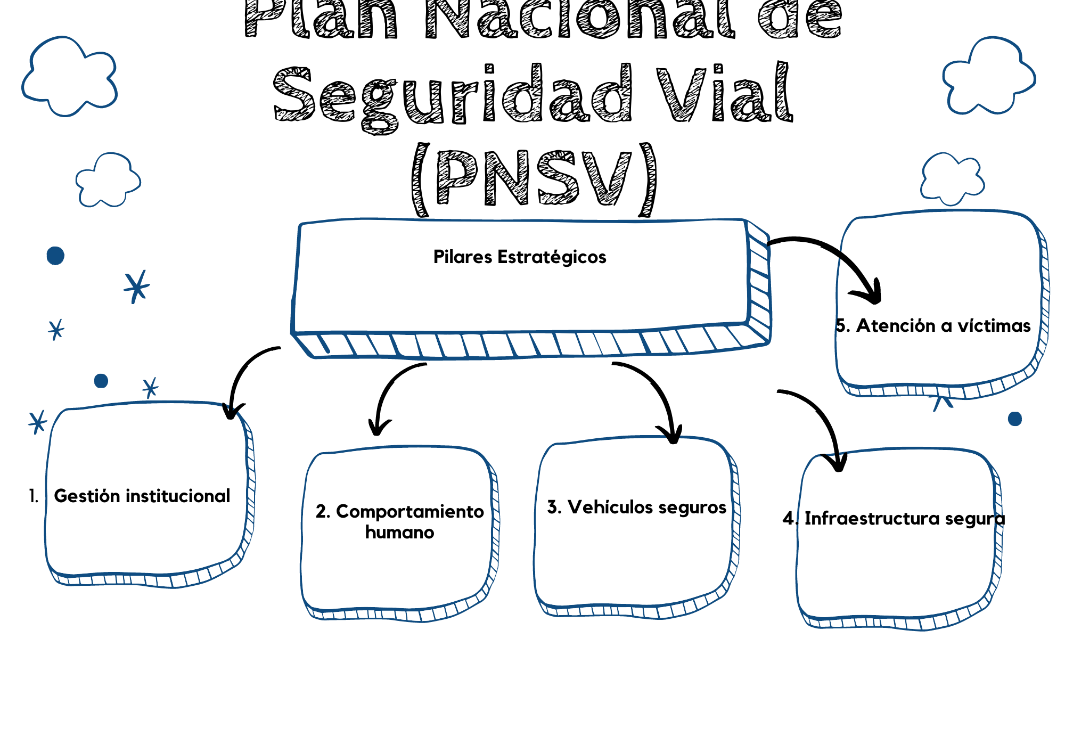 Plan Nacional de
Seguridad Vial
(PNSV)
Pilares Estratégicos
5. Atención a víctimas
1. Gestión institucional
2. Comportamiento
humano
3. Vehículos seguros
4. Infraestructura segura